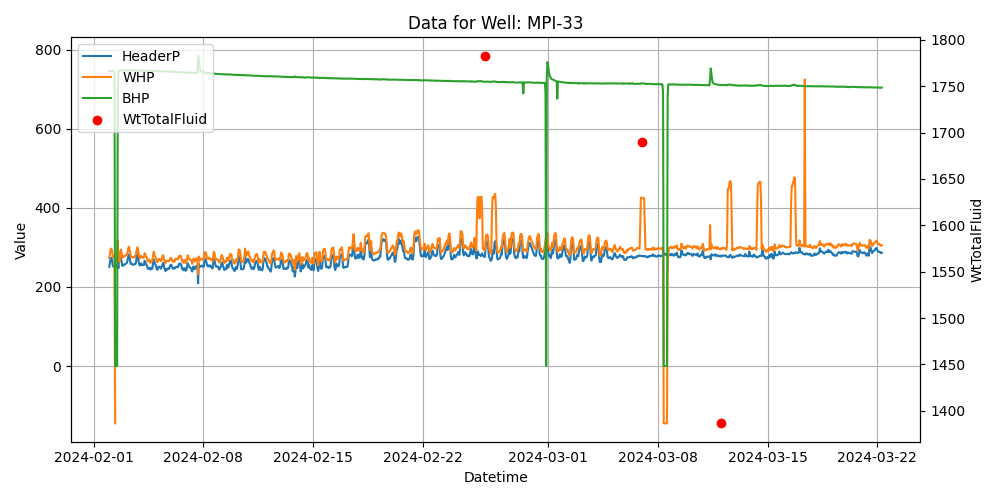 Data for Well: MPI-33
HeaderP
WHP
BHP
WtTotalFluid
800
600
400
200
0
Value
1800
1750
1700
1650
1600
1550
1500
1450
1400
WtTotalFluid
2024-02-01 2024-02-08 2024-02-15 2024-02-22 2024-03-01 2024-03-08 2024-03-15 2024-03-22
Datetime